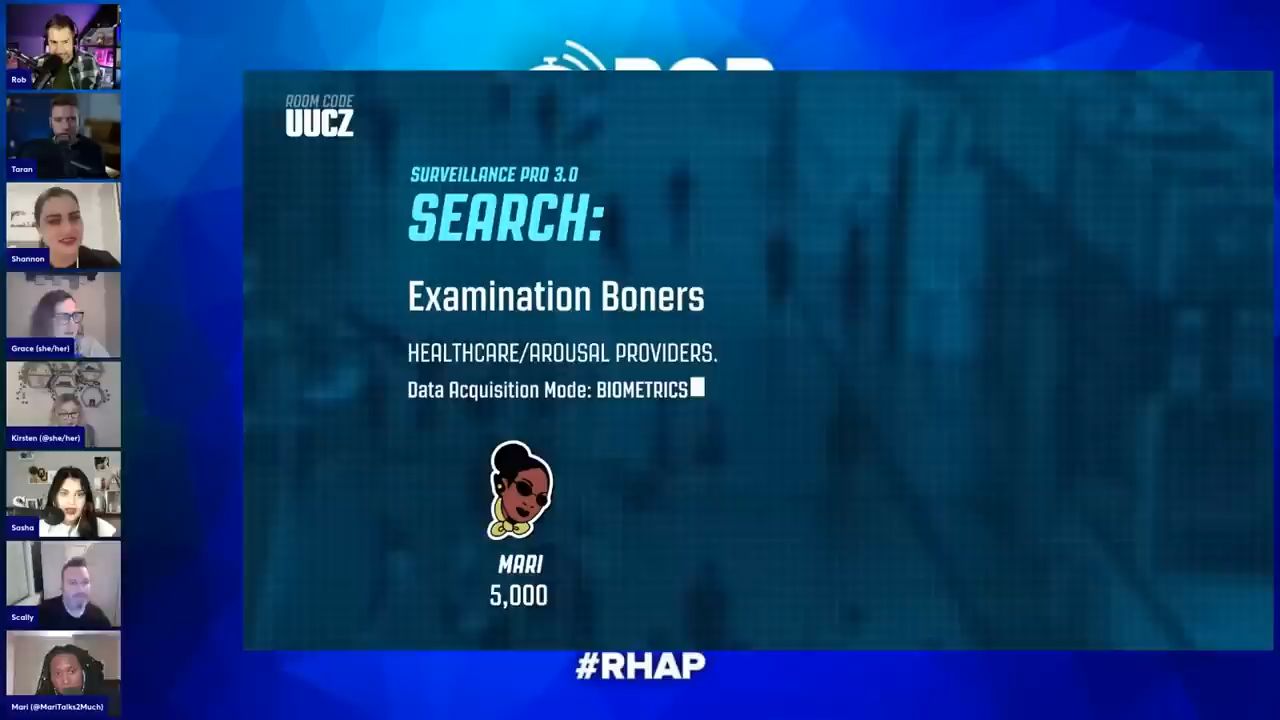 Rob
Taran
Shannon
Grace (she/her)
Kirsten (@she/her)
Sasha
Scally
Mari (@MariTalks2Much)
ROOM CODE
UUCZ
SURVEILLANCE PRO 3.0
SEARCH:
Examination Boners
HEALTHCARE/AROUSAL PROVIDERS.
Data Acquisition Mode: BIOMETRICS
MARI
5,000
#RHAP